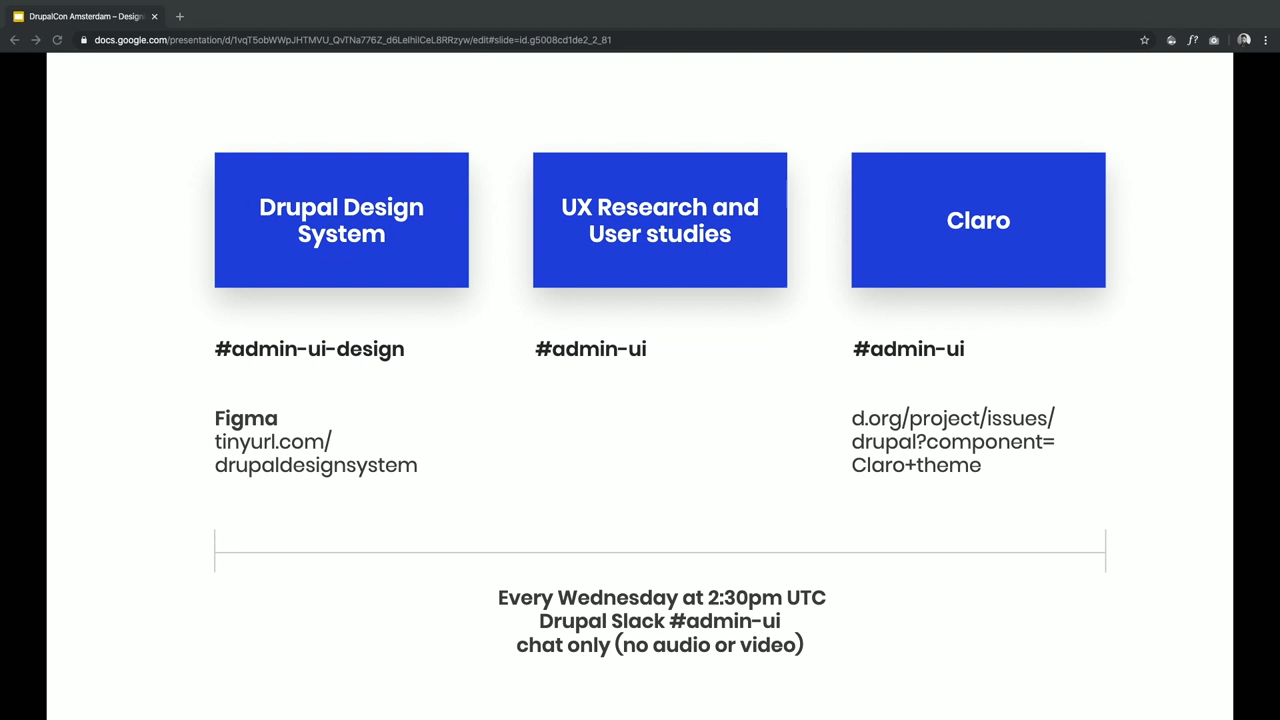 DrupalCon Amsterdam – Design
docs.google.com/presentation/d/1vqT5obWWpJHTMVU_QvTNa776Z_d6LelhilCeL8RRzyw/edit#slide=id.g5008cd1de2_2_81
Drupal Design
System
UX Research and
User studies
Claro
#admin-ui-design
#admin-ui
#admin-ui
Figma
tinyurl.com/
drupaldesignsystem
d.org/project/issues/
drupal?component=
Claro+theme
Every Wednesday at 2:30pm UTC
Drupal Slack #admin-ui
chat only (no audio or video)